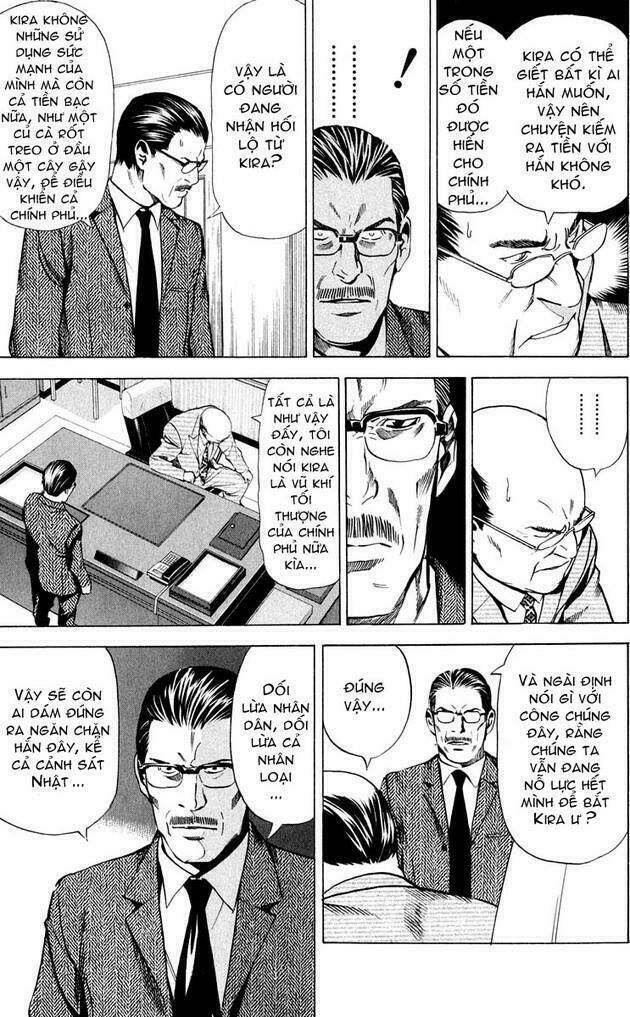 KIRA CÓ THỂ
GIẾT BẤT KÌ AI
HẮN MUỐN,
VẬY NÊN
CHUYỆN KIẾM
RA TIỀN VỚI
HẮN KHÔNG
KHÓ.
NẾU
MỘT
TRONG
SỐ TIỀN
ĐÓ
ĐƯỢC
HIẾN
CHO
CHÍNH
PHỦ...
!
VẬY LÀ
CÓ NGƯỜI
ĐANG
NHẬN HỐI
LỘ TỪ
KIRA?
KIRA KHÔNG
NHỮNG SỬ
DỤNG SỨC
MẠNH CỦA
MÌNH MÀ CÒN
CẢ TIỀN BẠC
NỮA, NHƯ MỘT
CỦ CÀ RỐT
TREO Ở ĐẦU
MỘT CÂY GẬY
VẬY, ĐỂ ĐIỀU
KHIỂN CẢ
CHÍNH PHỦ...
TẤT CẢ LÀ
NHƯ VẬY
ĐẤY, TÔI
CÒN NGHE
NÓI KIRA
LÀ VŨ KHÍ
TỐI
THƯỢNG
CỦA CHÍNH
PHỦ NỮA
KÌA...
VÀ NGÀI ĐỊNH
NÓI GÌ VỚI
CÔNG CHÚNG
ĐÂY, RẰNG
CHÚNG TA
VẪN ĐANG
NỖ LỰC HẾT
MÌNH ĐỂ BẮT
KIRA Ư?
ĐÚNG
VẬY...
DỐI
LỪA NHÂN
DÂN, DỐI
LỪA CẢ
NHÂN
LOẠI
...
VẬY SẼ CÒN
AI DÁM ĐỨNG
RA NGĂN CHẶN
HẮN ĐÂY, KỂ
CẢ CẢNH SÁT
NHẬT...